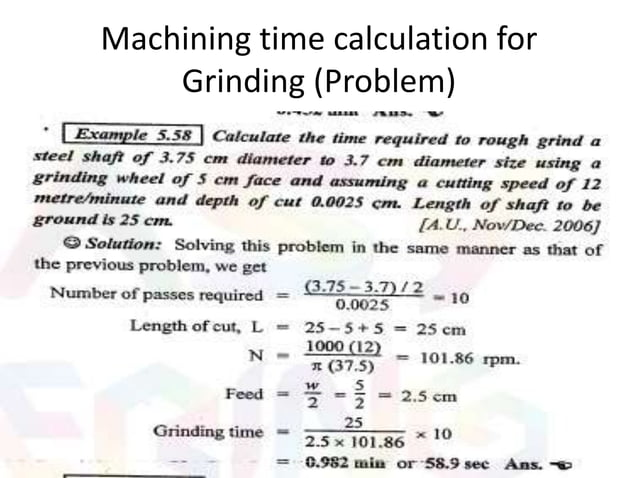 Machining time calculation for
Grinding (Problem)
Ans.
• Example 5.58 Calculate the time required to rough grind a
steel shaft of 3.75 cm diameter to 3.7 cm diameter size using a
grinding wheel of 5 cm face and assuming a cutting speed of 12
metre/minute and depth of cut 0.0025 cm. Length of shaft to be
ground is 25 cm. [A.U., Nov/Dec. 2006]
☺ Solution: Solving this problem in the same manner as that of
the previous problem, we get
Number of passes required = (3.75 – 3.7) / 2 / 0.0025 = 10
Length of cut, L = 25 – 5 + 5 = 25 cm
N = 1000 (12) / π (37.5) = 101.86 rpm.
Feed = w / 2 = 5 / 2 = 2.5 cm
Grinding time = 25 / 2.5 × 101.86 × 10
= 0.982 min or 58.9 sec Ans.